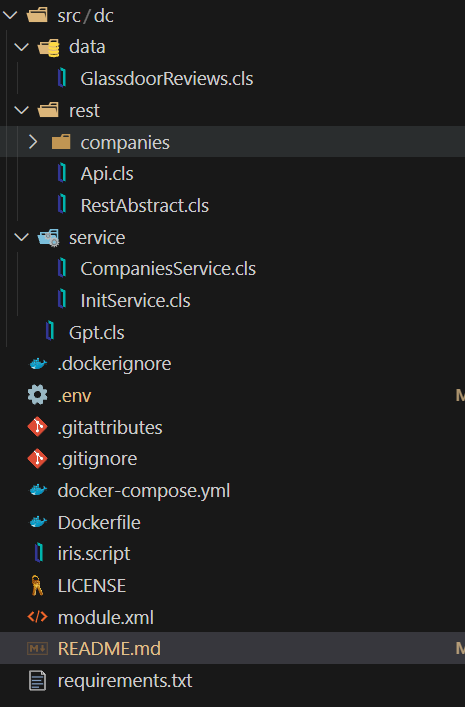 src / dc
data
GlassdoorReviews.cls
rest
companies
Api.cls
RestAbstract.cls
service
CompaniesService.cls
InitService.cls
Gpt.cls
.dockerignore
.env M
.gitattributes
.gitignore
docker-compose.yml
Dockerfile
iris.script
LICENSE
module.xml
README.md M
requirements.txt